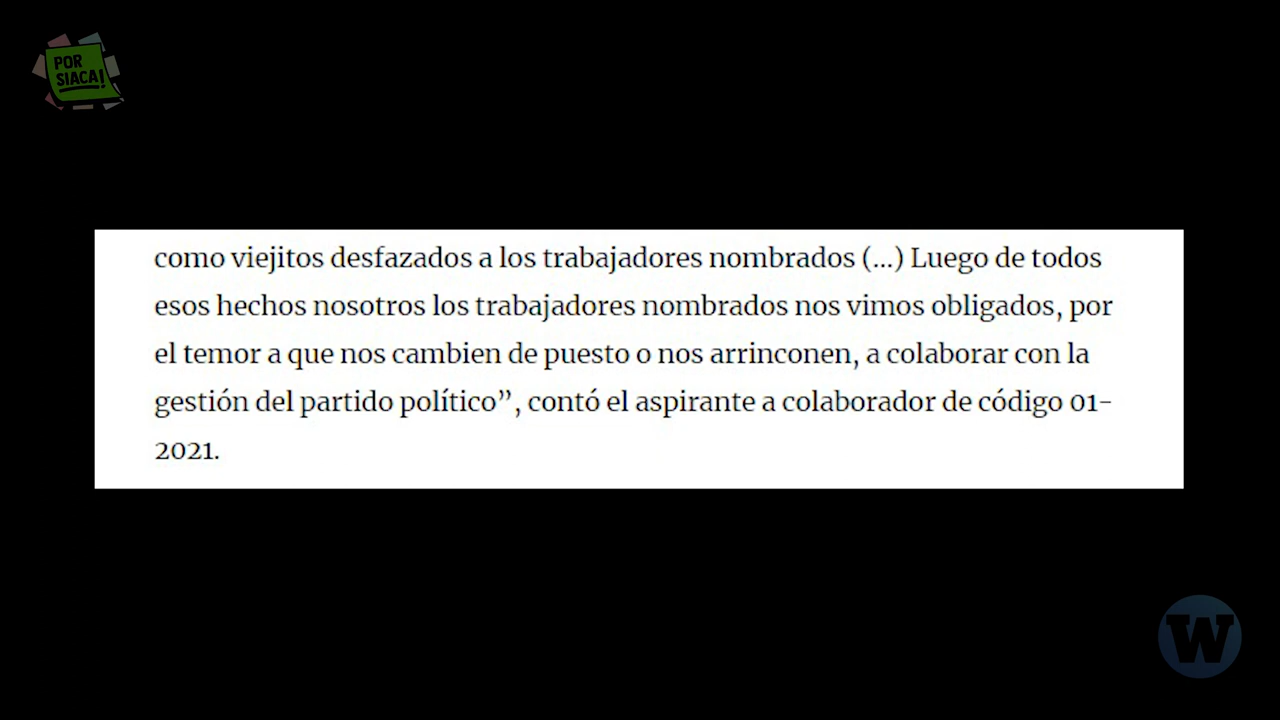 POR
SIACA!
como viejitos desfazados a los trabajadores nombrados (...) Luego de todos
esos hechos nosotros los trabajadores nombrados nos vimos obligados, por
el temor a que nos cambien de puesto o nos arrinconen, a colaborar con la
gestión del partido político”, contó el aspirante a colaborador de código 01-
2021.
W